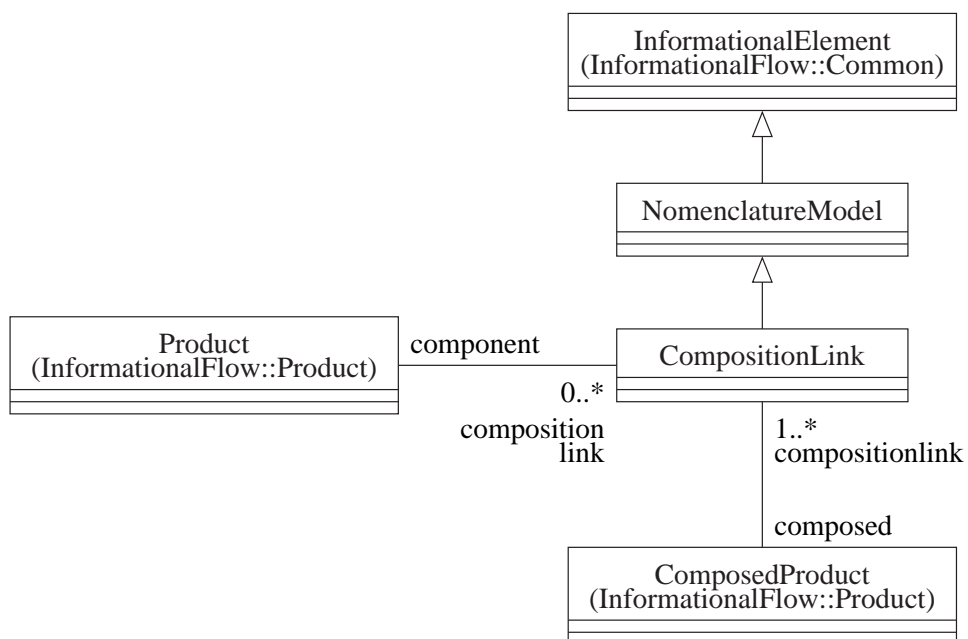 InformationalElement
(InformationalFlow::Common)
NomenclatureModel
Product
(InformationalFlow::Product)
component
CompositionLink
0..*
composition
link
1..*
compositionlink
composed
ComposedProduct
(InformationalFlow::Product)